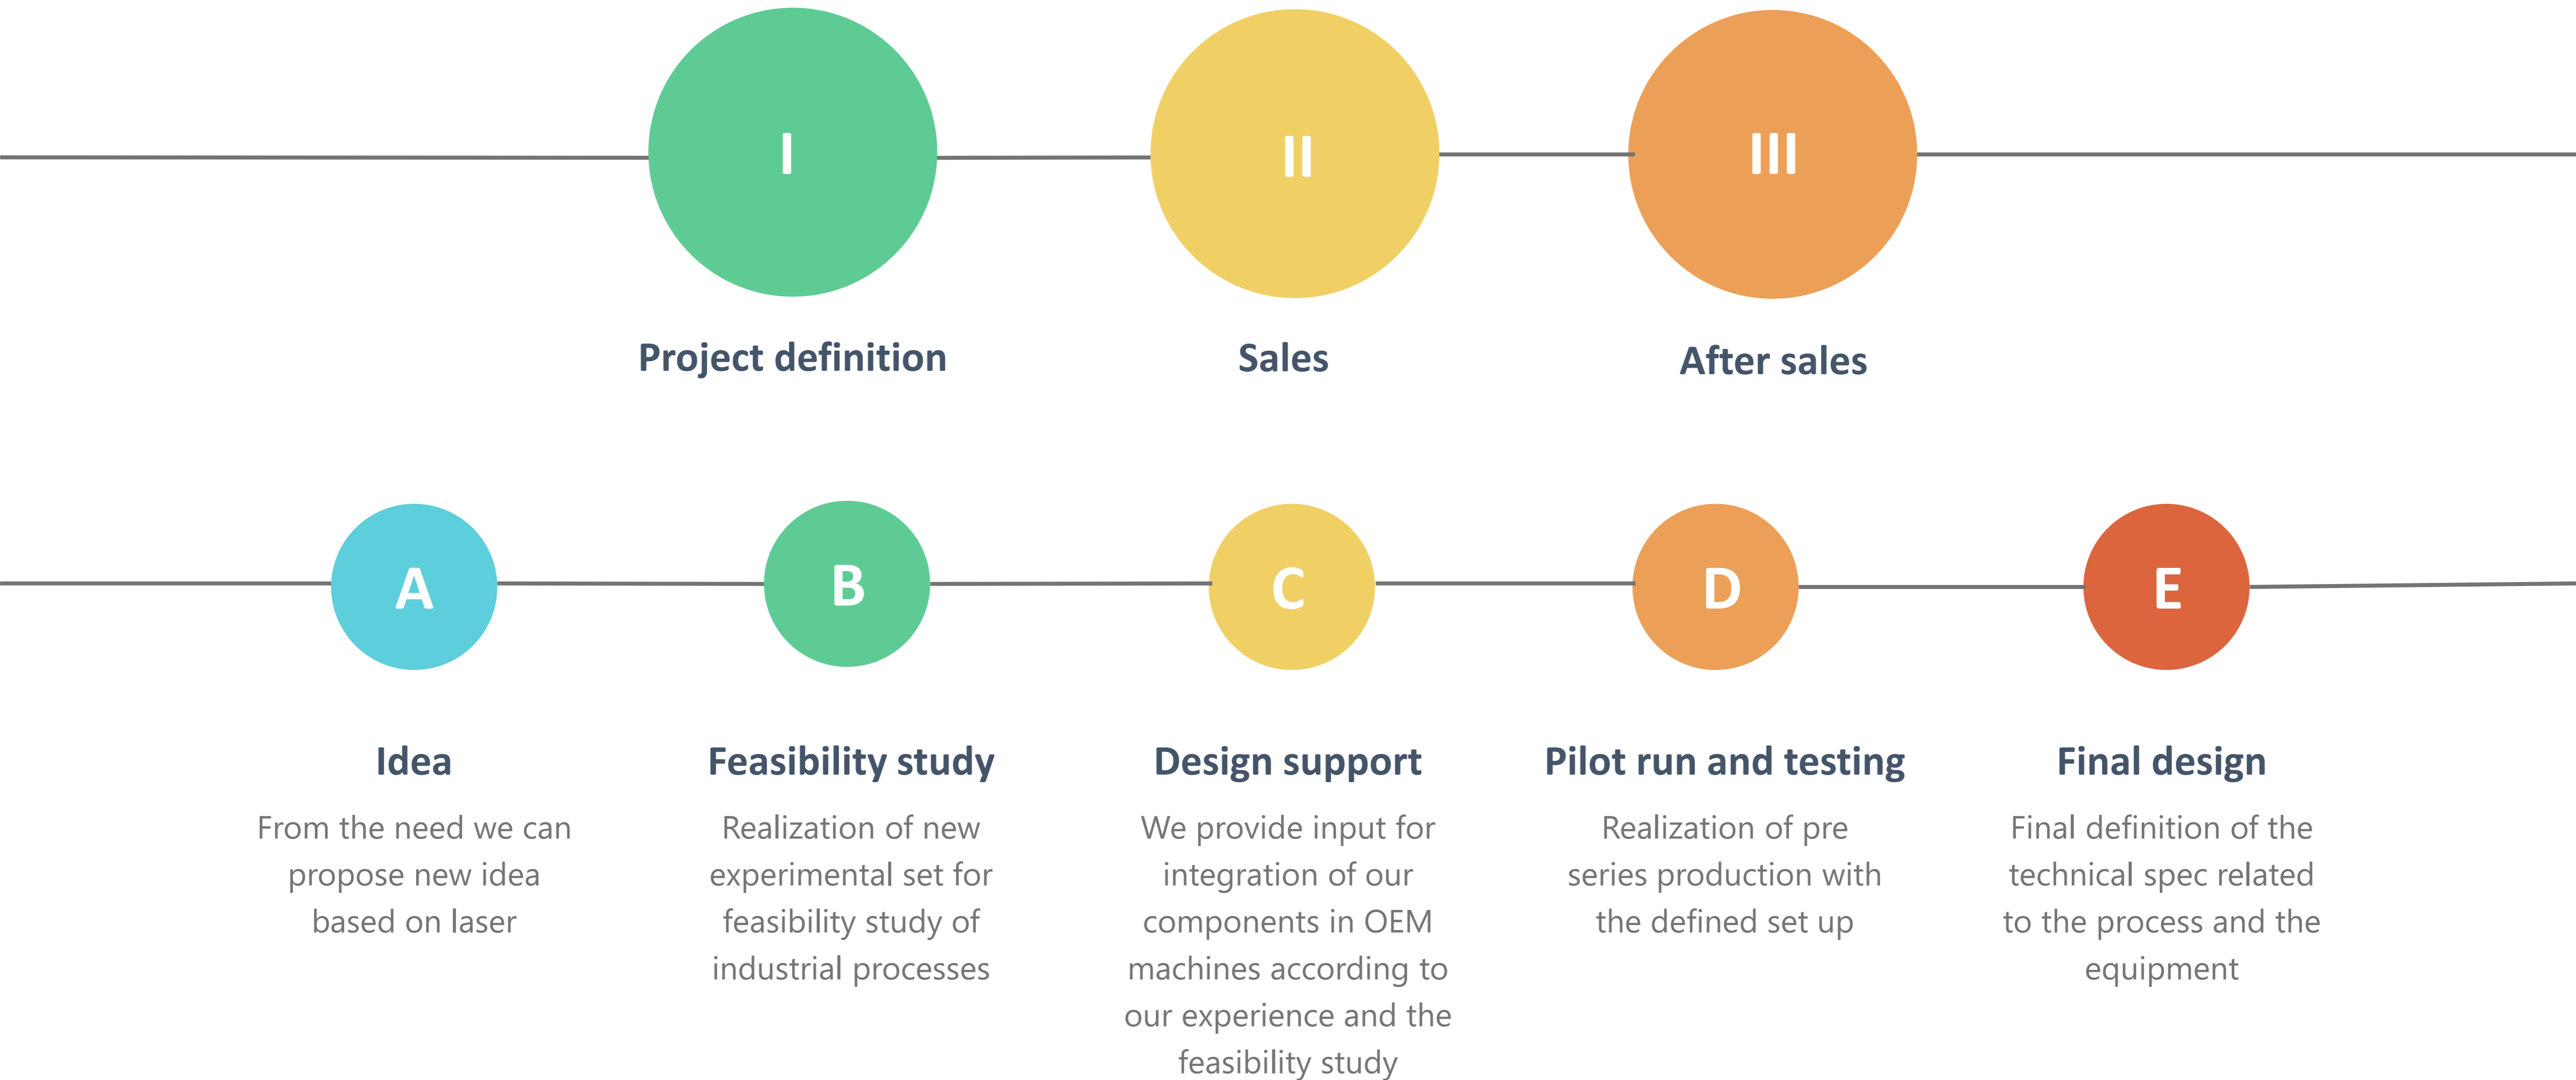 I
II
III
Project definition
Sales
After sales
A
B
C
D
E
Idea
From the need we can
propose new idea
based on laser
Feasibility study
Realization of new
experimental set for
feasibility study of
industrial processes
Design support
We provide input for
integration of our
components in OEM
machines according to
our experience and the
feasibility study
Pilot run and testing
Realization of pre
series production with
the defined set up
Final design
Final definition of the
technical spec related
to the process and the
equipment